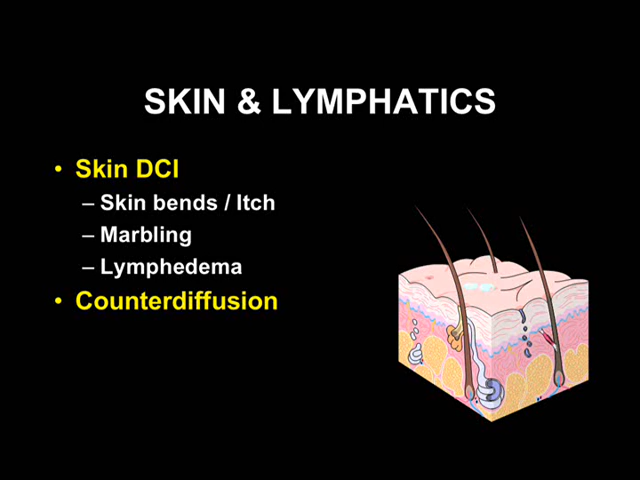 SKIN & LYMPHATICS
• Skin DCI
– Skin bends / Itch
– Marbling
– Lymphedema
• Counterdiffusion